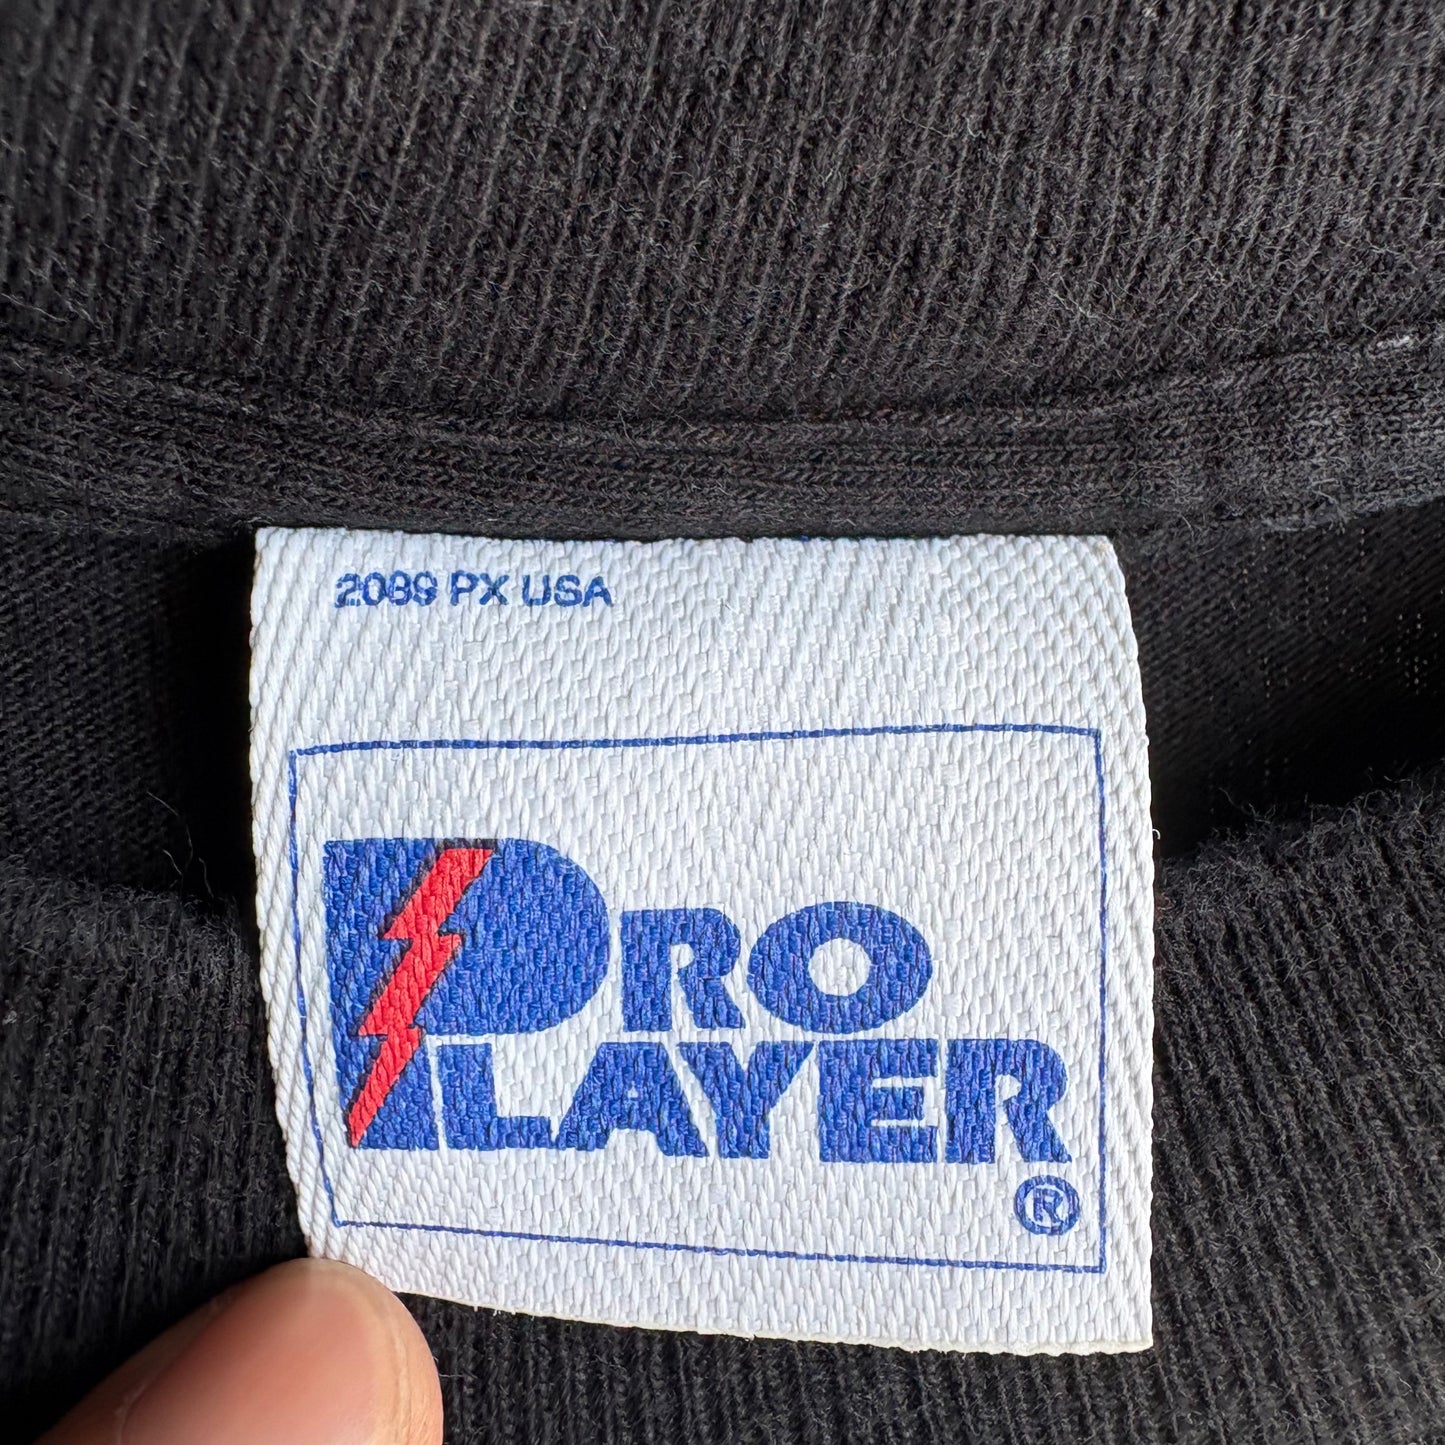 2089 PX USA
PRO
PLAYER
®